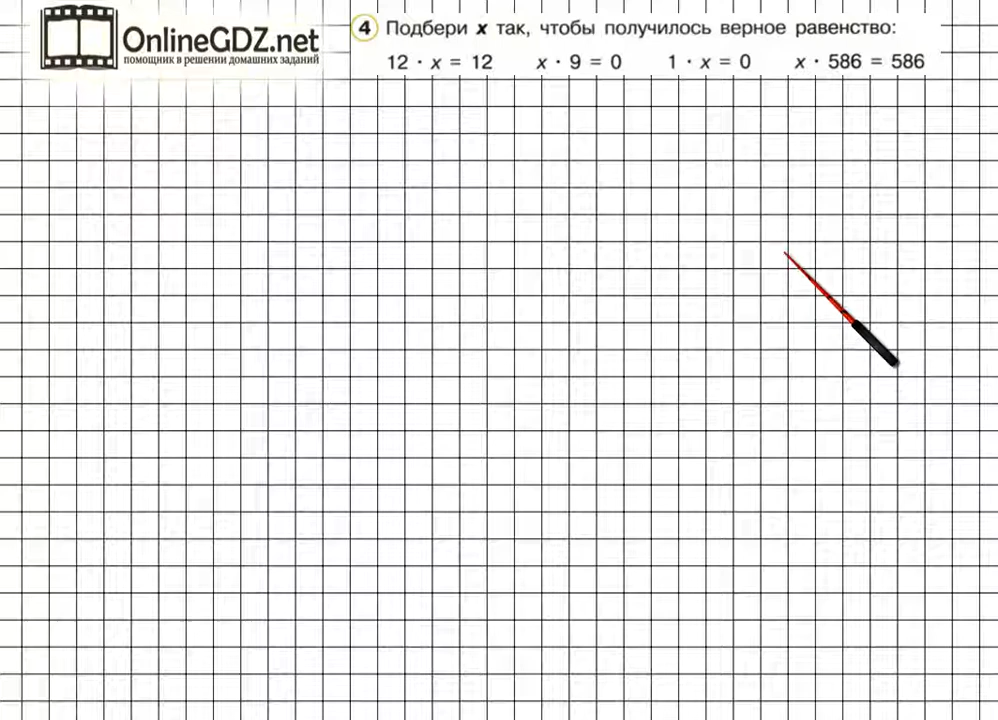 OnlineGDZ.net
помощник в решении домашних заданий
4 Подбери x так, чтобы получилось верное равенство:
12 · x = 12 x · 9 = 0 1 · x = 0 x · 586 = 586